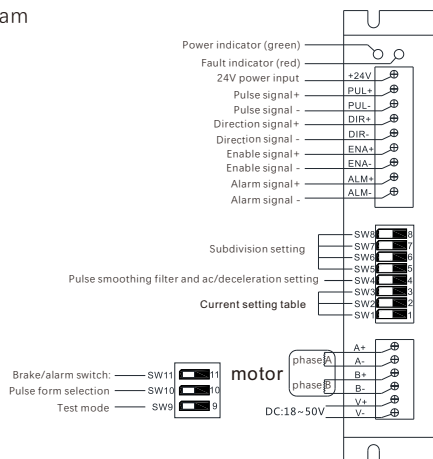 am
Power indicator (green)
Fault indicator (red)
24V power input +24V
Pulse signal+ PUL+
Pulse signal - PUL-
Direction signal+ DIR+
Direction signal - DIR-
Enable signal+ ENA+
Enable signal - ENA-
Alarm signal+ ALM+
Alarm signal - ALM-
Subdivision setting
SW8 8
SW7 7
SW6 6
SW5 5
Pulse smoothing filter and ac/deceleration setting SW4 4
SW3 3
Current setting table SW2 2
SW1 1
Brake/alarm switch: SW11 11
Pulse form selection SW10 10
Test mode SW9 9
motor
phase A A+
A-
phase B B+
B-
DC:18~50V V+
V-